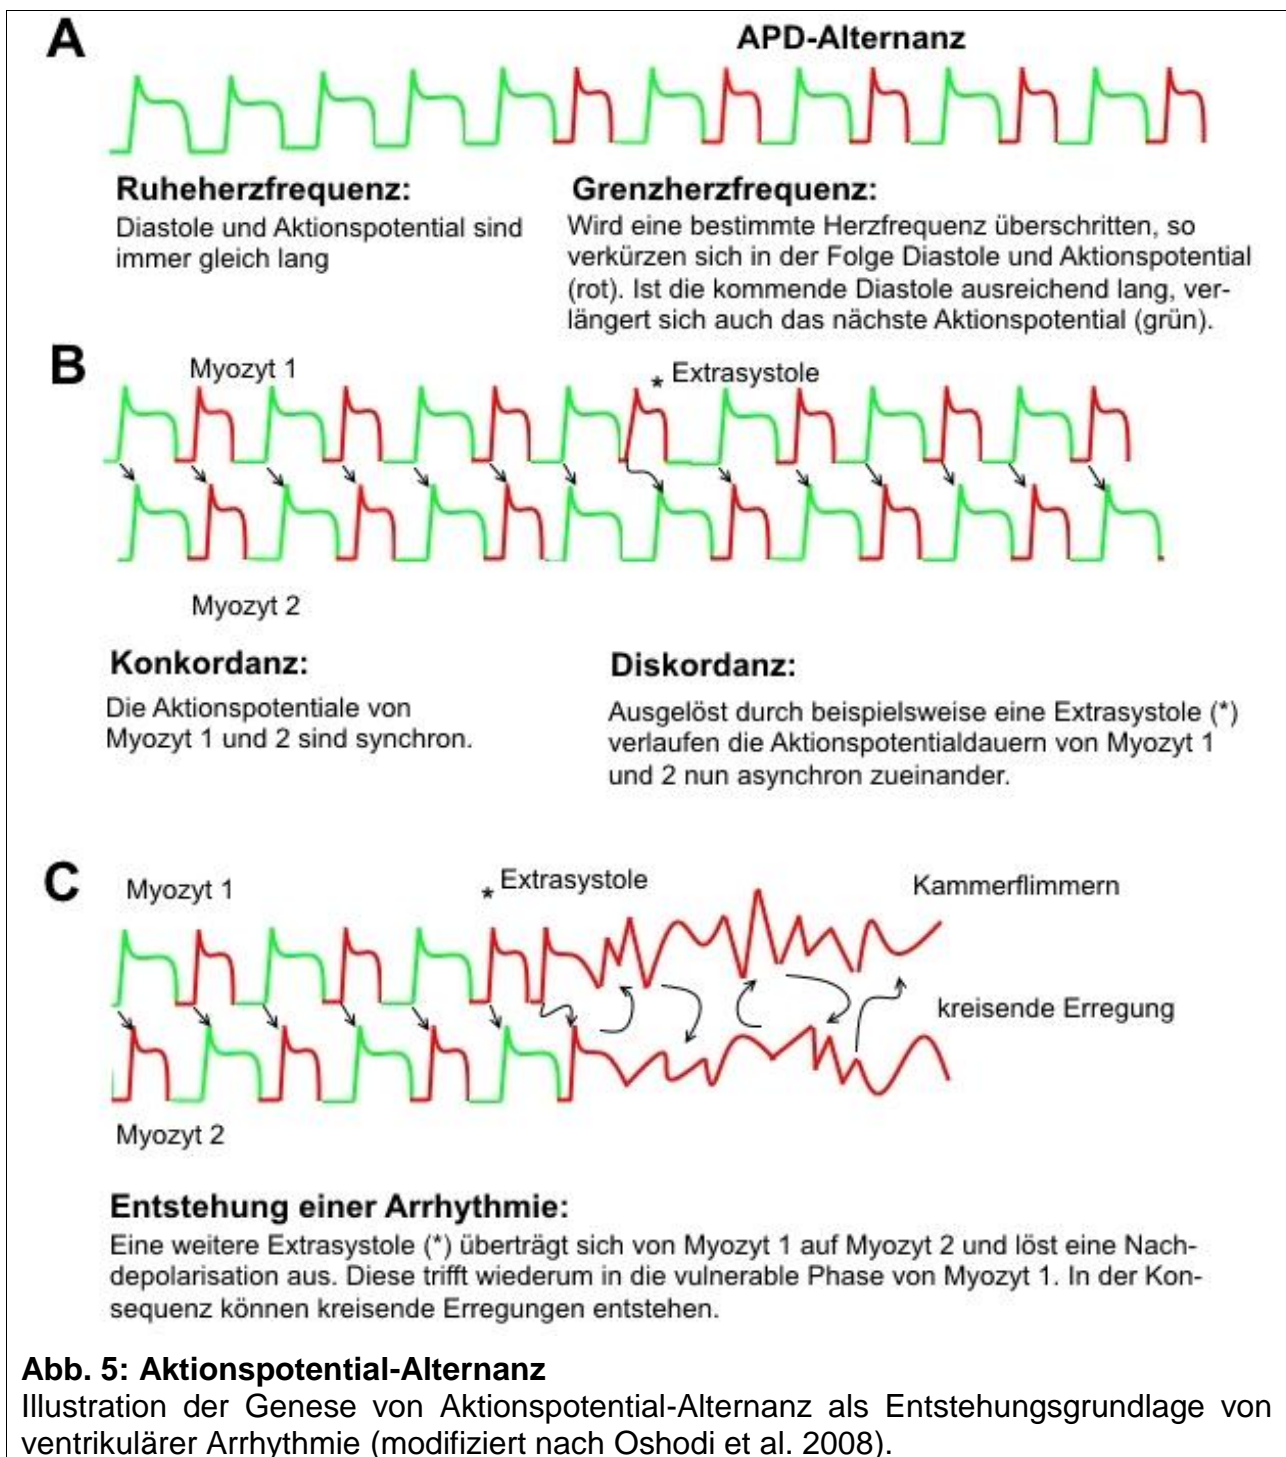 A
APD-Alternanz
Ruheherzfrequenz:
Diastole und Aktionspotential sind
immer gleich lang
Grenzherzfrequenz:
Wird eine bestimmte Herzfrequenz überschritten, so
verkürzen sich in der Folge Diastole und Aktionspotential
(rot). Ist die kommende Diastole ausreichend lang, ver-
längert sich auch das nächste Aktionspotential (grün).
B
Myozyt 1
* Extrasystole
Myozyt 2
Konkordanz:
Die Aktionspotentiale von
Myozyt 1 und 2 sind synchron.
Diskordanz:
Ausgelöst durch beispielsweise eine Extrasystole (*)
verlaufen die Aktionspotentialdauern von Myozyt 1
und 2 nun asynchron zueinander.
C
Myozyt 1
* Extrasystole
Kammerflimmern
kreisende Erregung
Myozyt 2
Entstehung einer Arrhythmie:
Eine weitere Extrasystole (*) überträgt sich von Myozyt 1 auf Myozyt 2 und löst eine Nach-
depolarisation aus. Diese trifft wiederum in die vulnerable Phase von Myozyt 1. In der Kon-
sequenz können kreisende Erregungen entstehen.
Abb. 5: Aktionspotential-Alternanz
Illustration der Genese von Aktionspotential-Alternanz als Entstehungsgrundlage von
ventrikulärer Arrhythmie (modifiziert nach Oshodi et al. 2008).